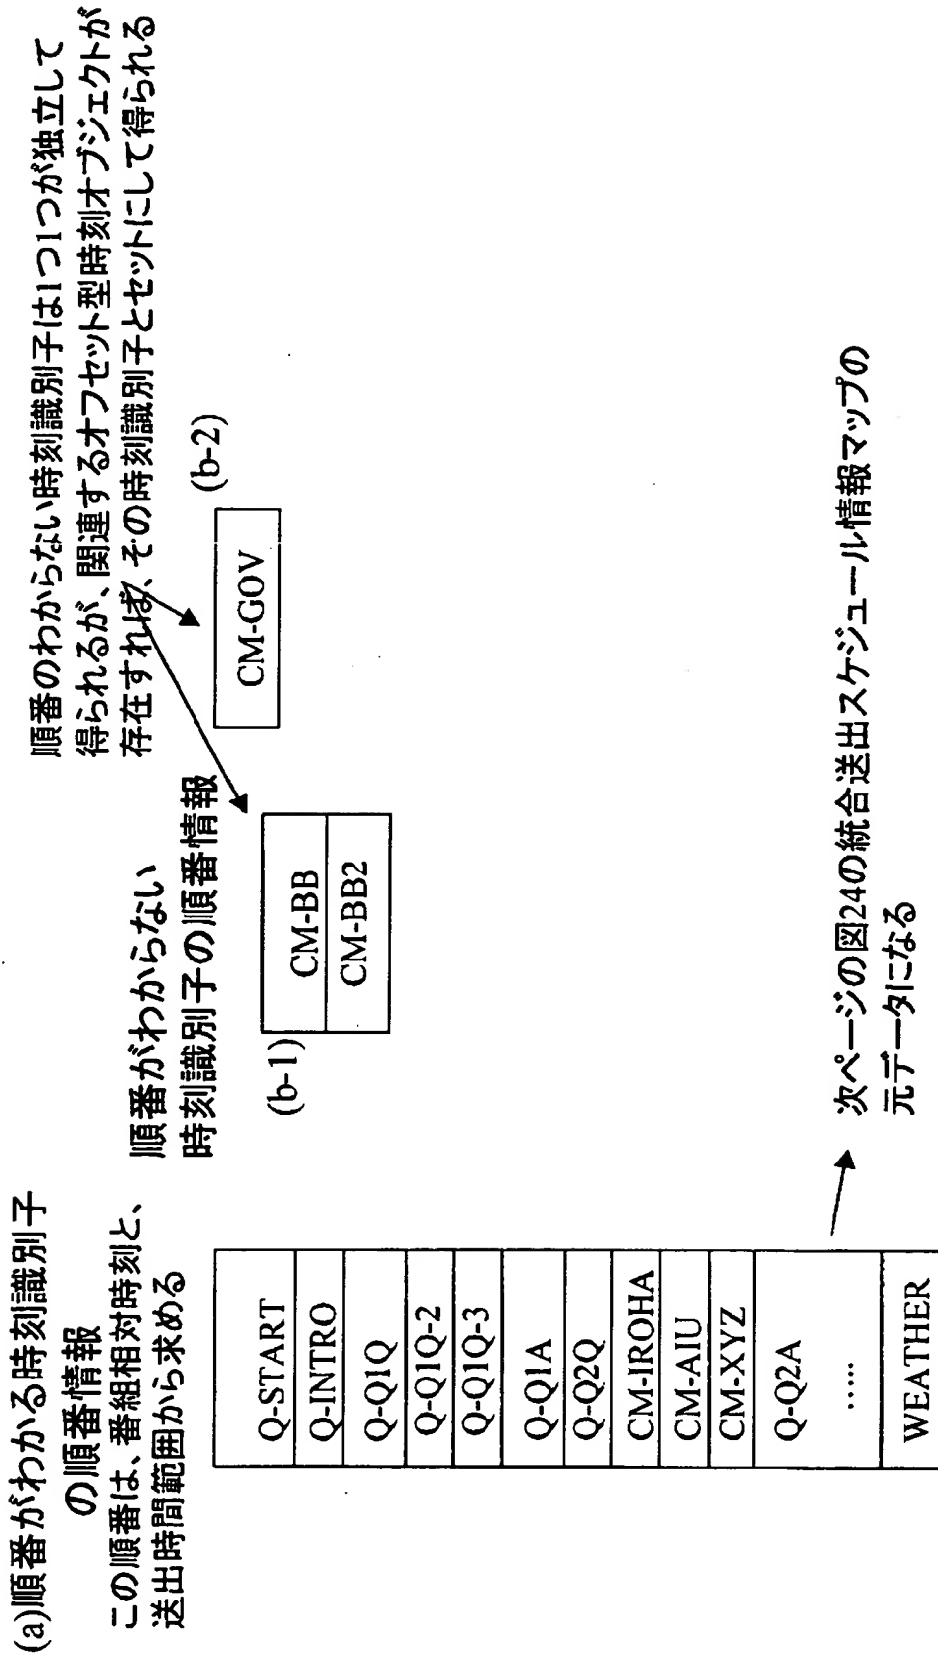 (a)順番がわかる時刻識別子
の順番情報
この順番は、番組相対時刻と、
送出時間範囲から求める
Q-START
Q-INTRO
Q-Q1Q
Q-Q1Q-2
Q-Q1Q-3
Q-Q1A
Q-Q2Q
CM-IROHA
CM-AIU
CM-XYZ
Q-Q2A
......
WEATHER
順番がわからない
時刻識別子の順番情報
(b-1)
CM-BB
CM-BB2
順番のわからない時刻識別子は1つ1つが独立して
得られるが、関連するオフセット型時刻オブジェクトが
存在すれば、その時刻識別子とセットにして得られる
(b-2)
CM-GOV
次ページの図24の統合送出スケジュール情報マップの
元データになる